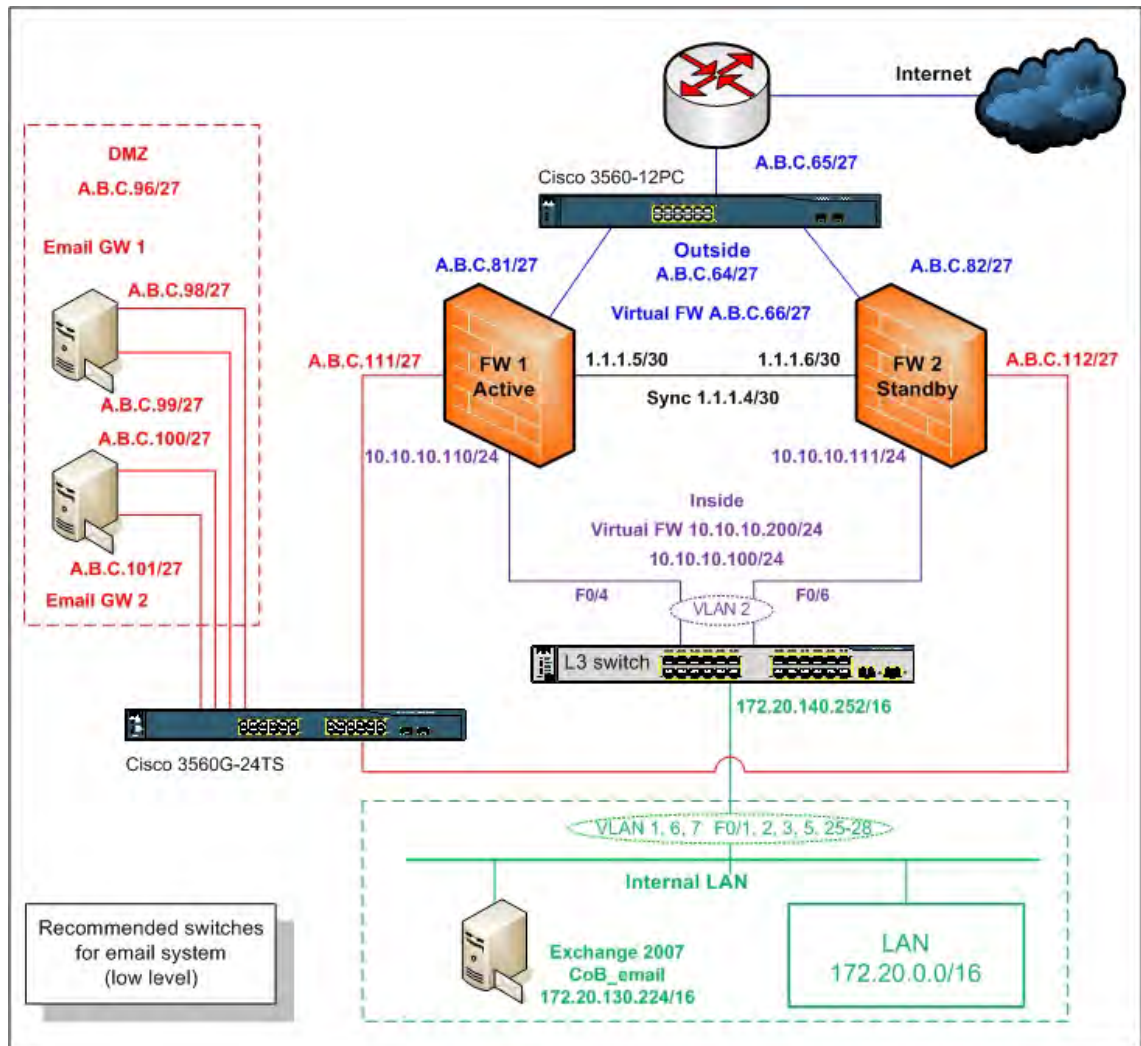 Internet
A.B.C.65/27
Cisco 3560-12PC
DMZ
A.B.C.96/27
Email GW 1
A.B.C.98/27
A.B.C.99/27
A.B.C.100/27
A.B.C.101/27
Email GW 2
A.B.C.81/27
Outside
A.B.C.64/27
A.B.C.82/27
Virtual FW A.B.C.66/27
A.B.C.111/27
FW 1
Active
1.1.1.5/30
1.1.1.6/30
Sync 1.1.1.4/30
FW 2
Standby
A.B.C.112/27
10.10.10.110/24
10.10.10.111/24
Inside
Virtual FW 10.10.10.200/24
10.10.10.100/24
F0/4
F0/6
VLAN 2
L3 switch
172.20.140.252/16
Cisco 3560G-24TS
VLAN 1, 6, 7 F0/1, 2, 3, 5, 25-28
Internal LAN
Exchange 2007
CoB_email
172.20.130.224/16
LAN
172.20.0.0/16
Recommended switches
for email system
(low level)